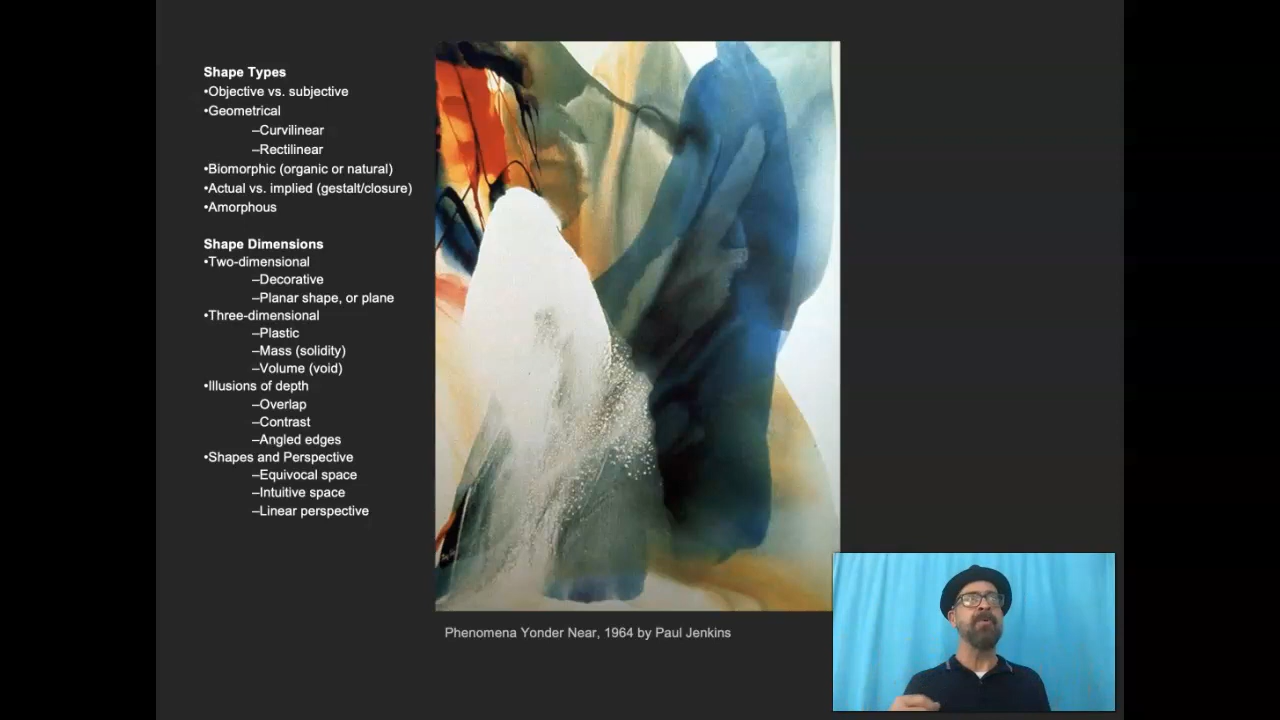 Shape Types
•Objective vs. subjective
•Geometrical
–Curvilinear
–Rectilinear
•Biomorphic (organic or natural)
•Actual vs. implied (gestalt/closure)
•Amorphous
Shape Dimensions
•Two-dimensional
–Decorative
–Planar shape, or plane
•Three-dimensional
–Plastic
–Mass (solidity)
–Volume (void)
•Illusions of depth
–Overlap
–Contrast
–Angled edges
•Shapes and Perspective
–Equivocal space
–Intuitive space
–Linear perspective
Phenomena Yonder Near, 1964 by Paul Jenkins